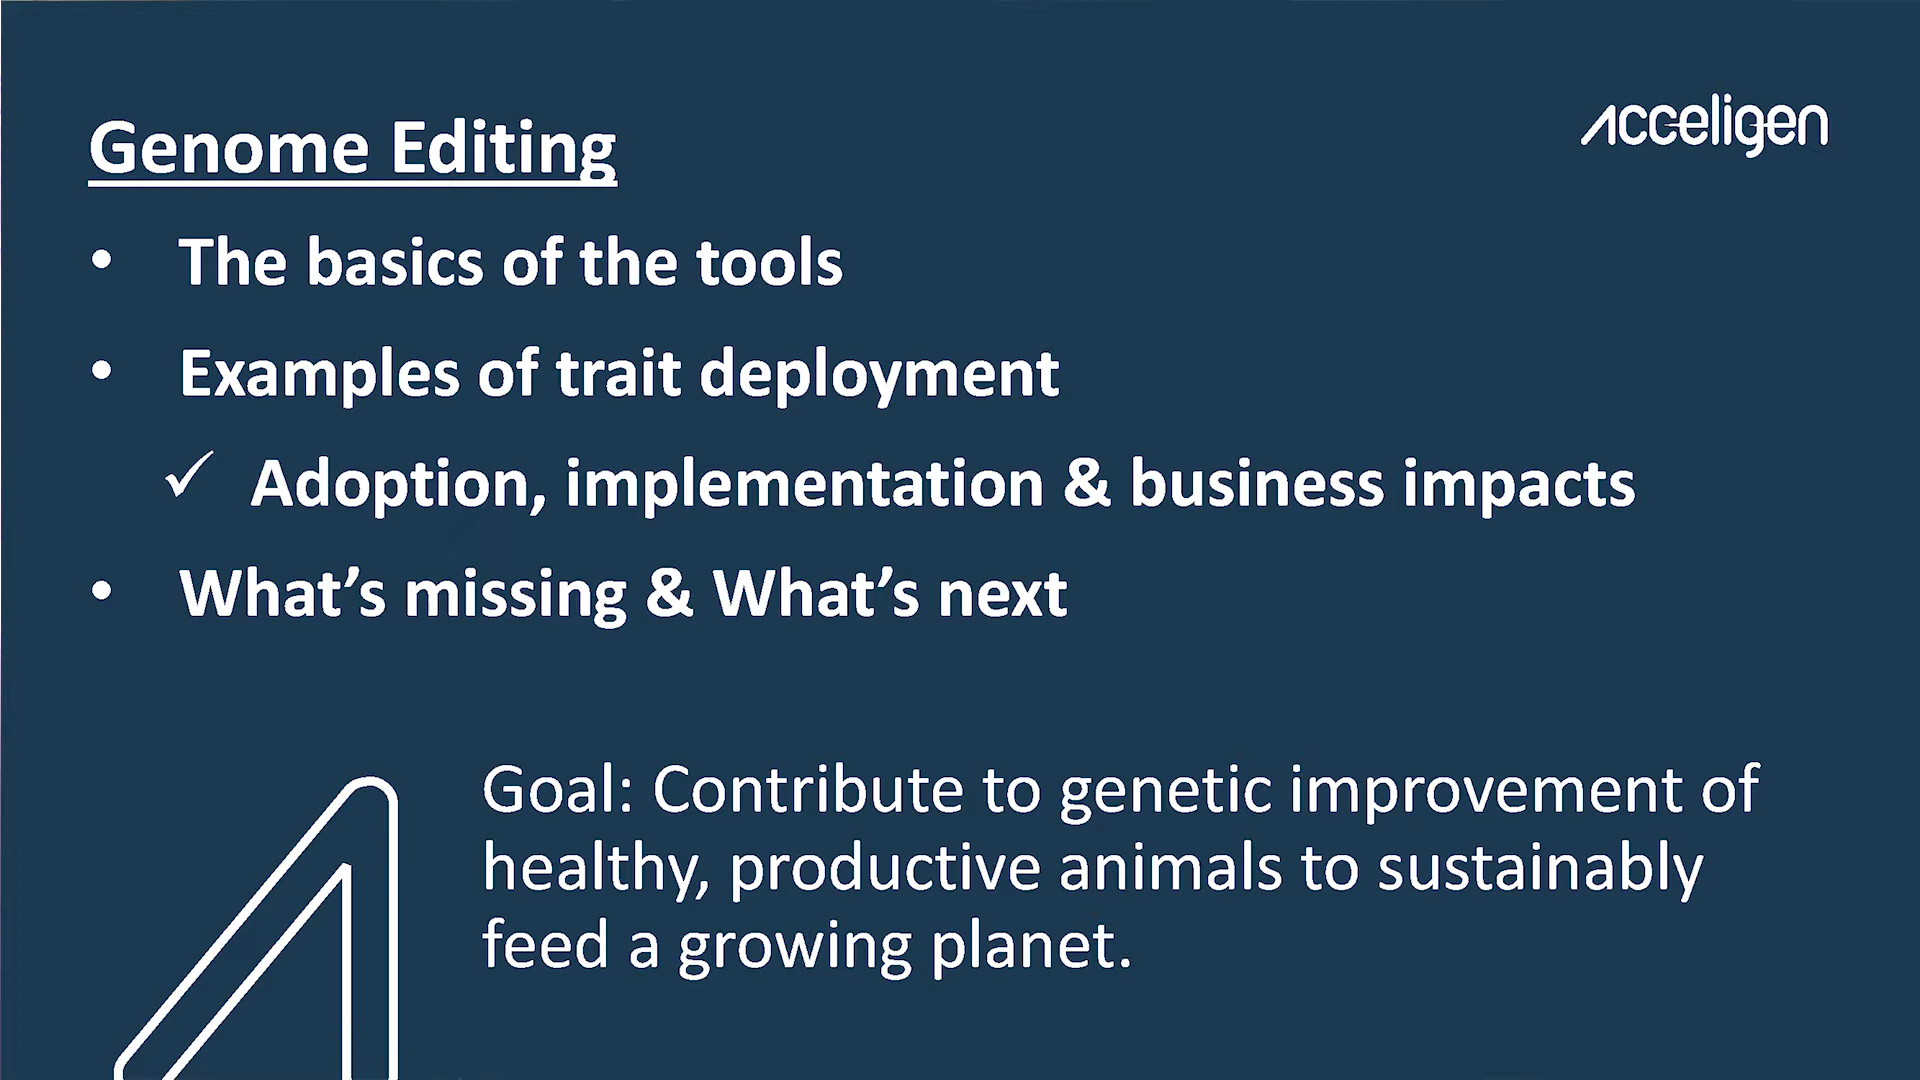 Acceligen
Genome Editing
• The basics of the tools
• Examples of trait deployment
✓ Adoption, implementation & business impacts
• What’s missing & What’s next
Goal: Contribute to genetic improvement of
healthy, productive animals to sustainably
feed a growing planet.